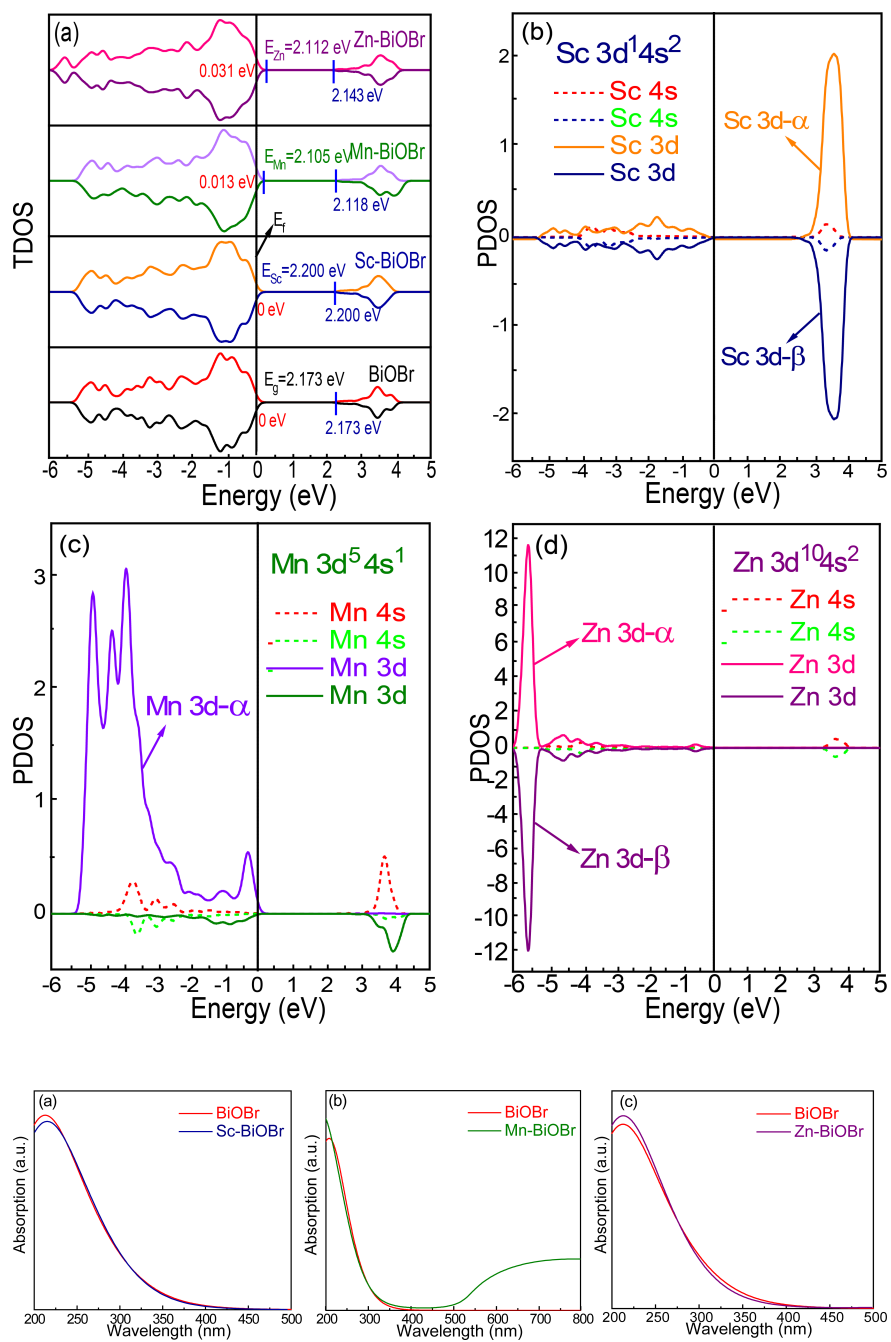 (a)
E_Zn=2.112 eV
Zn-BiOBr
0.031 eV
2.143 eV
E_Mn=2.105 eV
Mn-BiOBr
0.013 eV
2.118 eV
E_f
E_Sc=2.200 eV
Sc-BiOBr
0 eV
2.200 eV
E_g=2.173 eV
BiOBr
0 eV
2.173 eV
TDOS
-6 -5 -4 -3 -2 -1 0 1 2 3 4 5
Energy (eV)
(b)
Sc 3d¹4s²
Sc 4s
Sc 4s
Sc 3d
Sc 3d
Sc 3d-α
Sc 3d-β
PDOS
2
1
0
-1
-2
-6 -5 -4 -3 -2 -1 0 1 2 3 4 5
Energy (eV)
(c)
Mn 3d⁵4s¹
Mn 4s
Mn 4s
Mn 3d
Mn 3d
Mn 3d-α
PDOS
3
2
1
0
-6 -5 -4 -3 -2 -1 0 1 2 3 4 5
Energy (eV)
(d)
Zn 3d¹⁰4s²
Zn 4s
Zn 4s
Zn 3d
Zn 3d
Zn 3d-α
Zn 3d-β
PDOS
12
10
8
6
4
2
0
-2
-4
-6
-8
-10
-12
-6 -5 -4 -3 -2 -1 0 1 2 3 4 5
Energy (eV)
(a)
BiOBr
Sc-BiOBr
Absorption (a.u.)
200 250 300 350 400 450 500
Wavelength (nm)
(b)
BiOBr
Mn-BiOBr
Absorption (a.u.)
200 300 400 500 600 700 800
Wavelength (nm)
(c)
BiOBr
Zn-BiOBr
Absorption (a.u.)
200 250 300 350 400 450 500
Wavelength (nm)